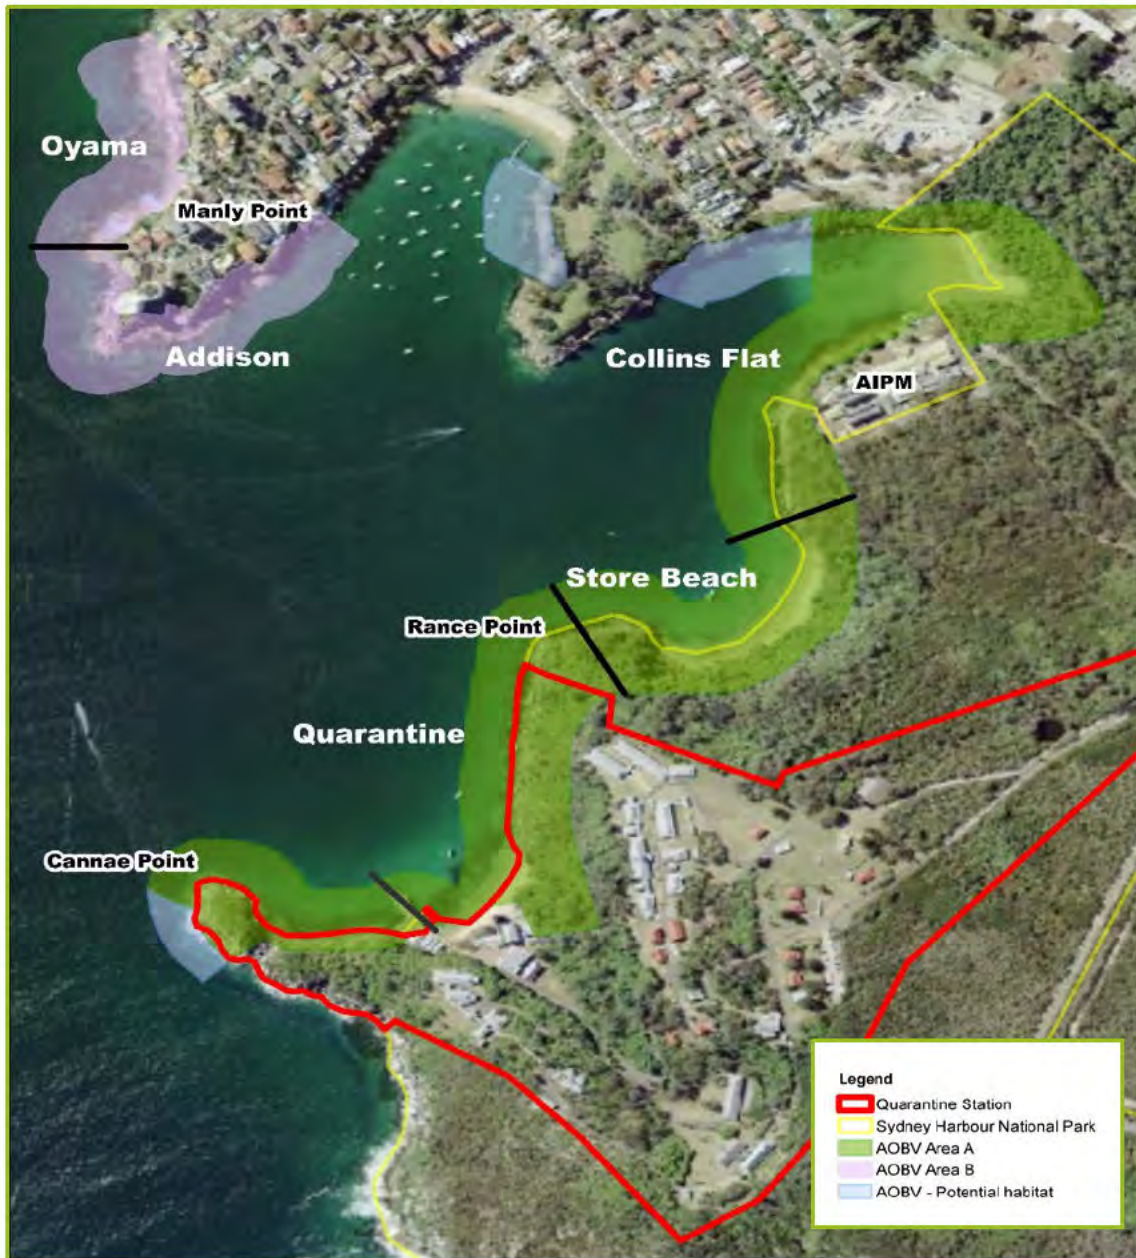 Oyama
Manly Point
Addison
Collins Flat
AIPM
Store Beach
Rance Point
Quarantine
Cannae Point
Legend
Quarantine Station
Sydney Harbour National Park
AOBV Area A
AOBV Area B
AOBV - Potential habitat